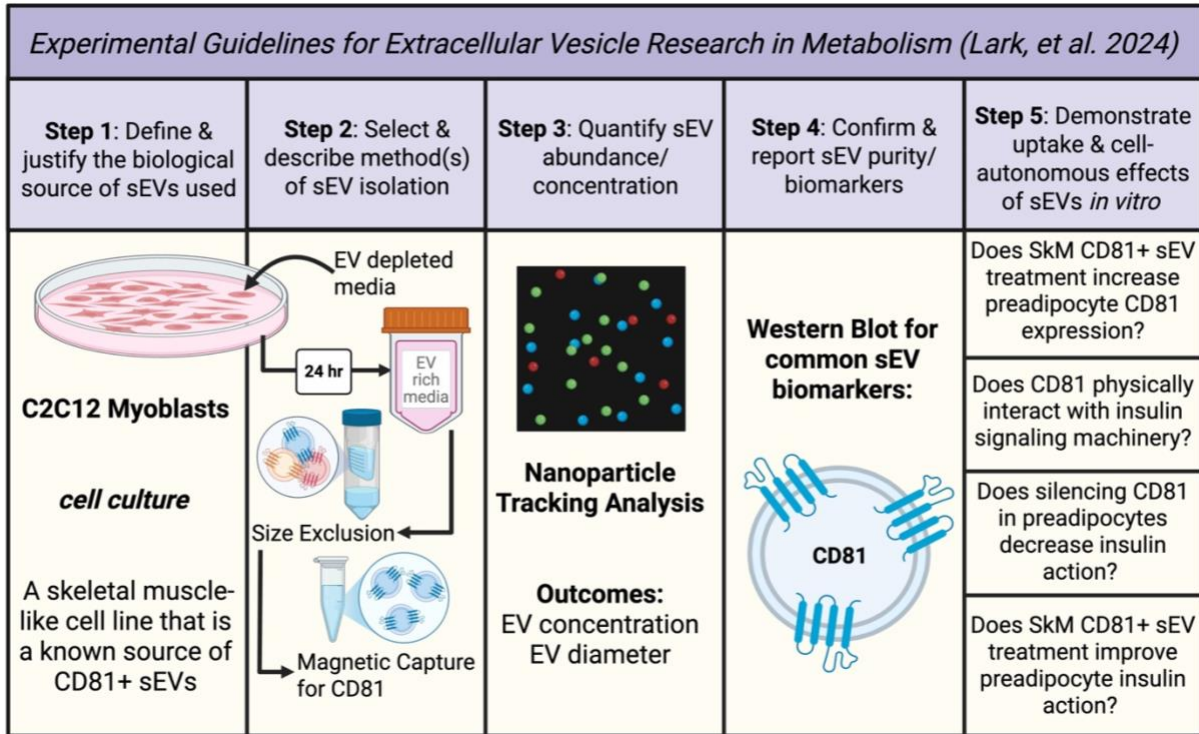 Experimental Guidelines for Extracellular Vesicle Research in Metabolism (Lark, et al. 2024)
Step 1: Define &
justify the biological
source of sEVs used
Step 2: Select &
describe method(s)
of sEV isolation
Step 3: Quantify sEV
abundance/
concentration
Step 4: Confirm &
report sEV purity/
biomarkers
Step 5: Demonstrate
uptake & cell-
autonomous effects
of sEVs in vitro
C2C12 Myoblasts
cell culture
A skeletal muscle-
like cell line that is
a known source of
CD81+ sEVs
EV depleted
media
24 hr
EV
rich
media
Size Exclusion
Magnetic Capture
for CD81
Nanoparticle
Tracking Analysis
Outcomes:
EV concentration
EV diameter
Western Blot for
common sEV
biomarkers:
CD81
Does SkM CD81+ sEV
treatment increase
preadipocyte CD81
expression?
Does CD81 physically
interact with insulin
signaling machinery?
Does silencing CD81
in preadipocytes
decrease insulin
action?
Does SkM CD81+ sEV
treatment improve
preadipocyte insulin
action?